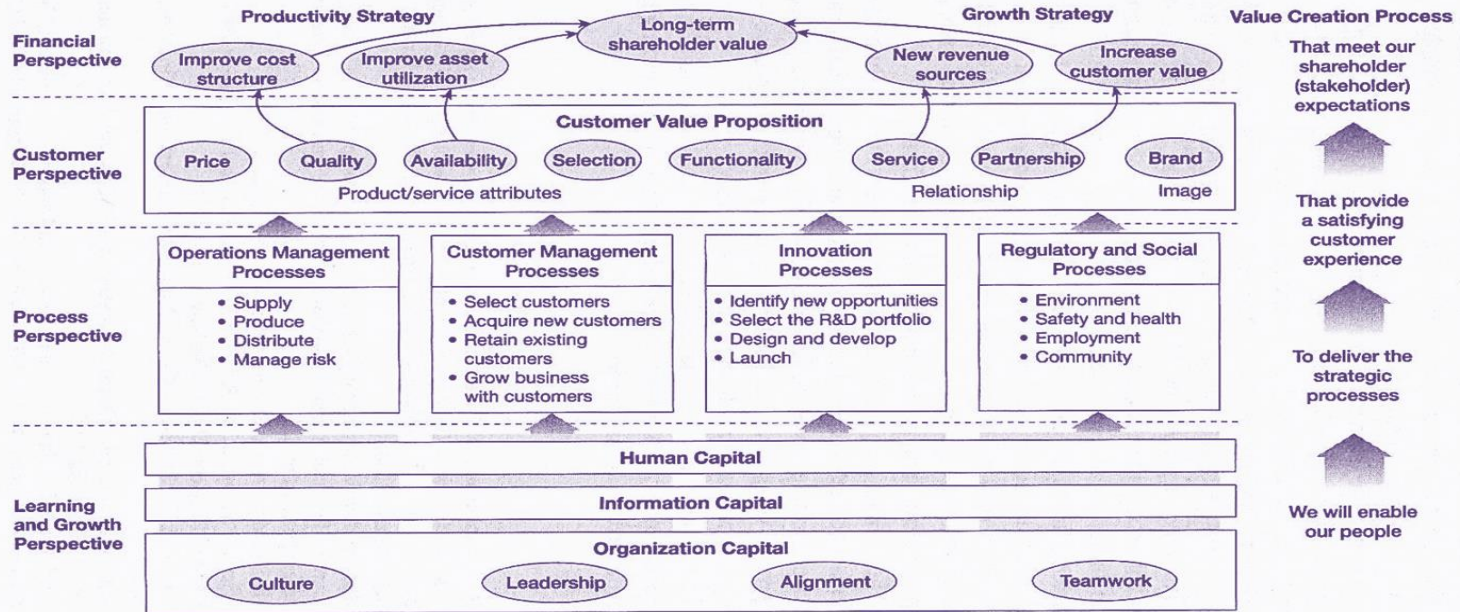 Productivity Strategy
Growth Strategy
Value Creation Process
Financial
Perspective
Improve cost
structure
Improve asset
utilization
Long-term
shareholder value
New revenue
sources
Increase
customer value
That meet our
shareholder
(stakeholder)
expectations
Customer
Perspective
Customer Value Proposition
Price
Quality
Availability
Selection
Functionality
Service
Partnership
Brand
Product/service attributes
Relationship
Image
That provide
a satisfying
customer
experience
Process
Perspective
Operations Management
Processes
• Supply
• Produce
• Distribute
• Manage risk
Customer Management
Processes
• Select customers
• Acquire new customers
• Retain existing
customers
• Grow business
with customers
Innovation
Processes
• Identify new opportunities
• Select the R&D portfolio
• Design and develop
• Launch
Regulatory and Social
Processes
• Environment
• Safety and health
• Employment
• Community
To deliver the
strategic
processes
Learning
and Growth
Perspective
Human Capital
Information Capital
Organization Capital
Culture
Leadership
Alignment
Teamwork
We will enable
our people